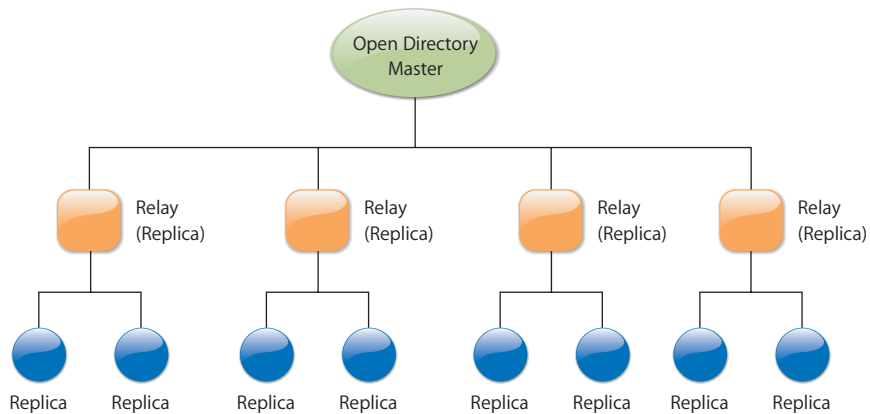 Open Directory
Master
Relay
(Replica)
Relay
(Replica)
Relay
(Replica)
Relay
(Replica)
Replica
Replica
Replica
Replica
Replica
Replica
Replica
Replica